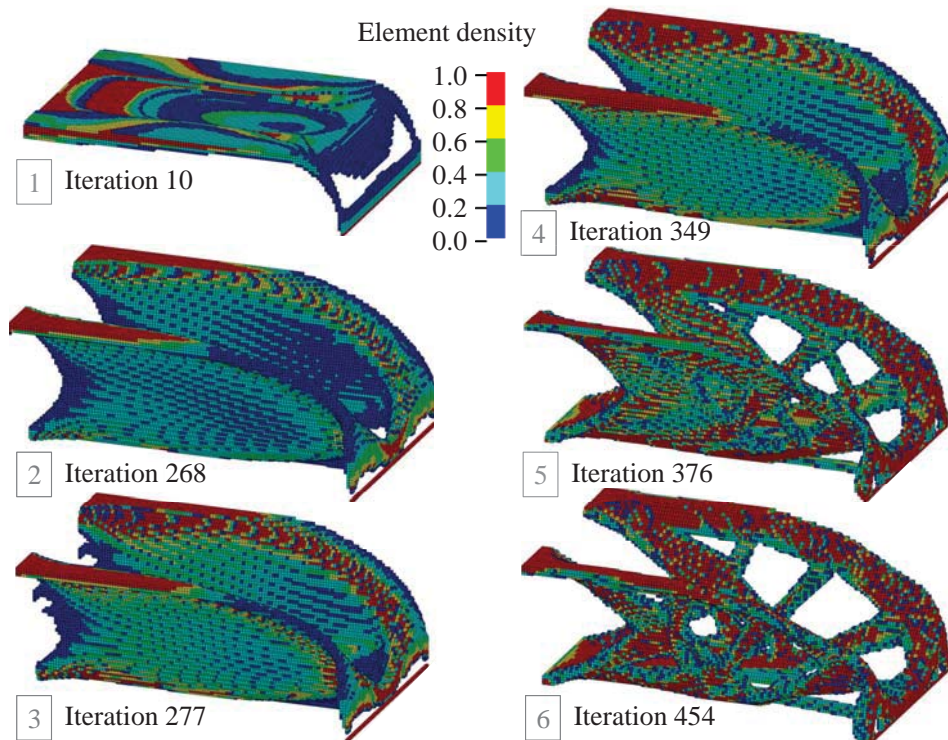 Element density
1.0
0.8
0.6
0.4
0.2
0.0
1 Iteration 10
2 Iteration 268
3 Iteration 277
4 Iteration 349
5 Iteration 376
6 Iteration 454